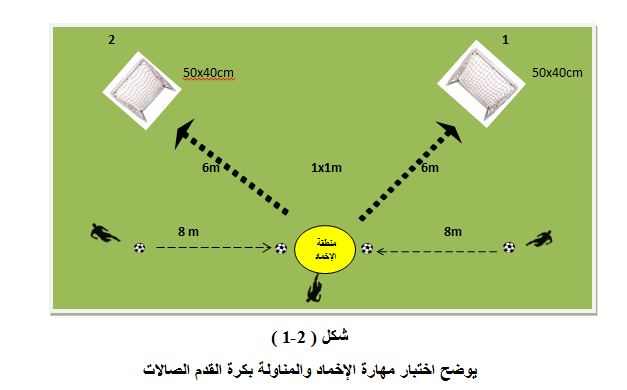 2 1
50x40cm 50x40cm
6m 1x1m 6m
8 m 8m
منطقة
الإخماد
شكل ( 2-1 )
يوضح اختبار مهارة الإخماد والمناولة بكرة القدم الصالات